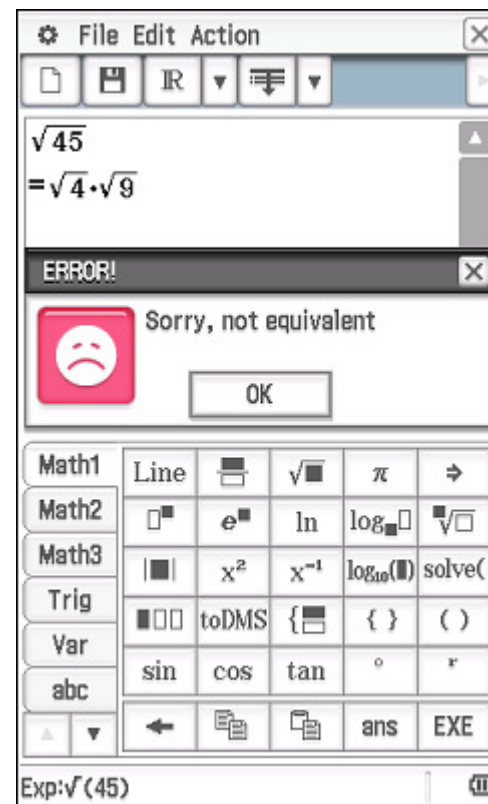 File Edit Action
ℝ
√45
=√4·√9
ERROR!
Sorry, not equivalent
OK
Math1 Line √■ π ⇒
Math2 □■ e■ ln log■□ ■√□
Math3 |■| x² x⁻¹ log₁₀(■) solve(
Trig ■□□ toDMS { { } ( )
Var sin cos tan ° r
abc
← ans EXE
Exp:√(45)